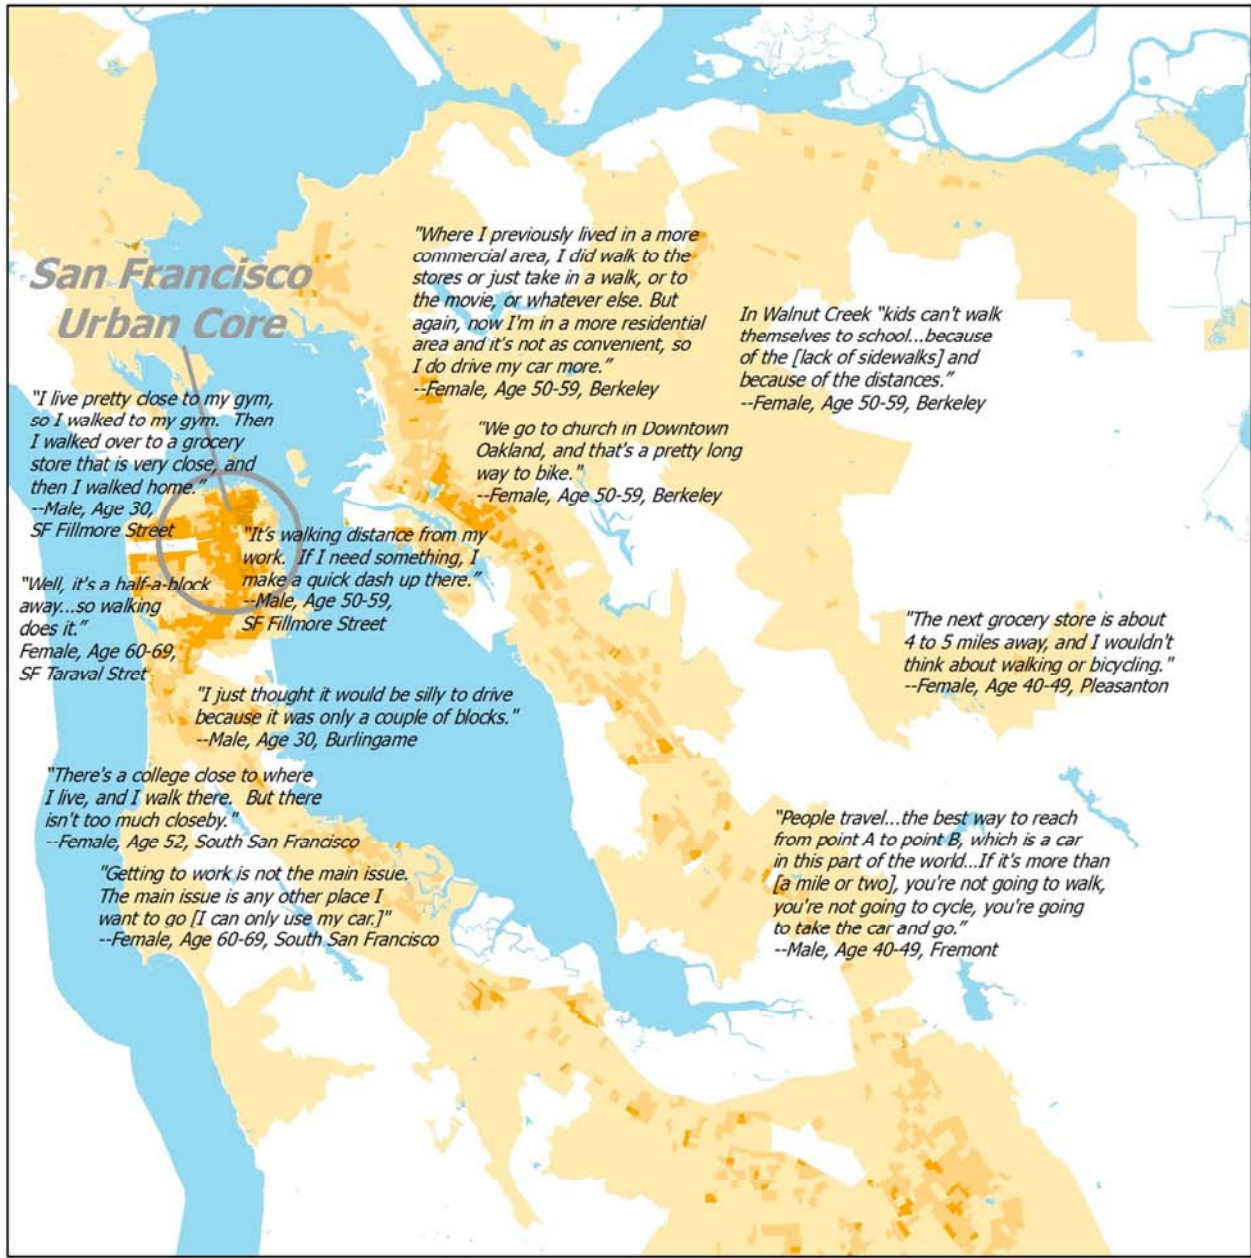 San Francisco
Urban Core
"Where I previously lived in a more
commercial area, I did walk to the
stores or just take in a walk, or to
the movie, or whatever else. But
again, now I'm in a more residential
area and it's not as convenient, so
I do drive my car more."
--Female, Age 50-59, Berkeley
In Walnut Creek "kids can't walk
themselves to school...because
of the [lack of sidewalks] and
because of the distances."
--Female, Age 50-59, Berkeley
"I live pretty close to my gym,
so I walked to my gym. Then
I walked over to a grocery
store that is very close, and
then I walked home."
--Male, Age 30,
SF Fillmore Street
"We go to church in Downtown
Oakland, and that's a pretty long
way to bike."
--Female, Age 50-59, Berkeley
"It's walking distance from my
work. If I need something, I
make a quick dash up there."
--Male, Age 50-59,
SF Fillmore Street
"Well, it's a half-a-block
away...so walking
does it."
Female, Age 60-69,
SF Taraval Stret
"The next grocery store is about
4 to 5 miles away, and I wouldn't
think about walking or bicycling."
--Female, Age 40-49, Pleasanton
"I just thought it would be silly to drive
because it was only a couple of blocks."
--Male, Age 30, Burlingame
"There's a college close to where
I live, and I walk there. But there
isn't too much closeby."
--Female, Age 52, South San Francisco
"People travel...the best way to reach
from point A to point B, which is a car
in this part of the world...If it's more than
[a mile or two], you're not going to walk,
you're not going to cycle, you're going
to take the car and go."
--Male, Age 40-49, Fremont
"Getting to work is not the main issue.
The main issue is any other place I
want to go [I can only use my car.]"
--Female, Age 60-69, South San Francisco